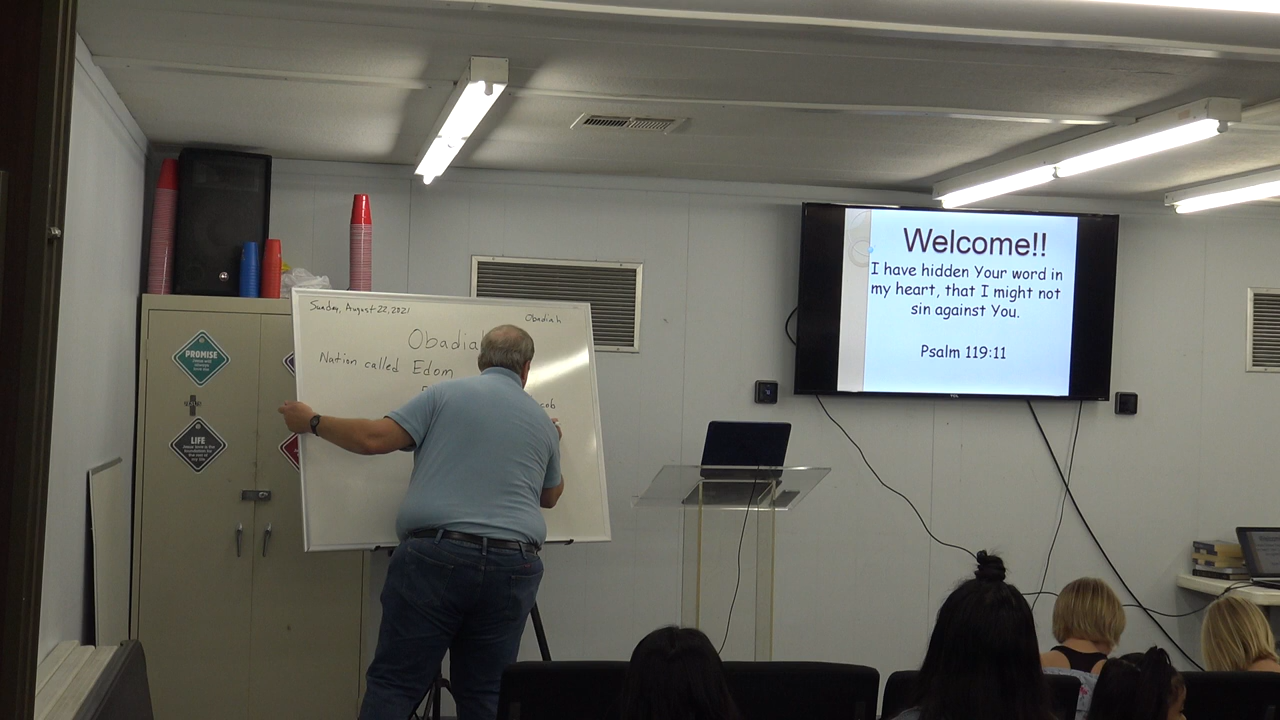 Sunday, August 22, 2021
Obadiah
Nation called Edom
PROMISE
LIFE
Welcome!!
I have hidden Your word in
my heart, that I might not
sin against You.
Psalm 119:11
TCL